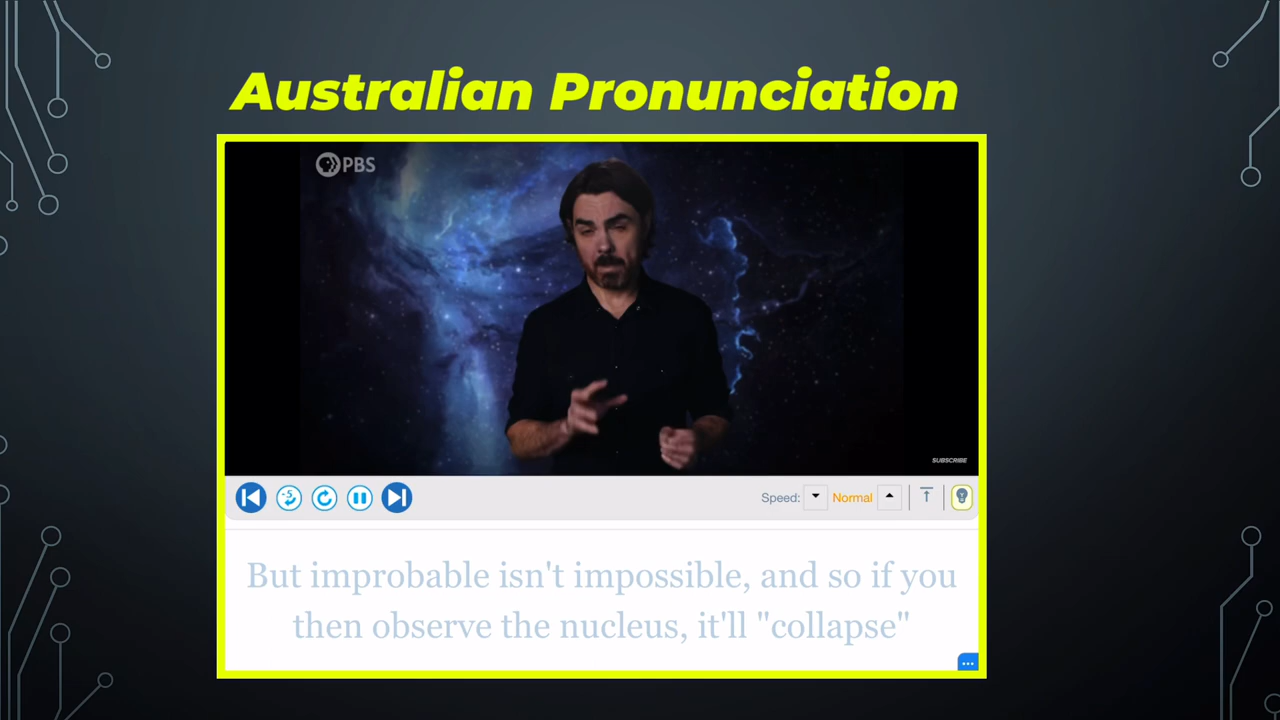 Australian Pronunciation
PBS
SUBSCRIBE
5
Speed: Normal
But improbable isn't impossible, and so if you
then observe the nucleus, it'll "collapse"